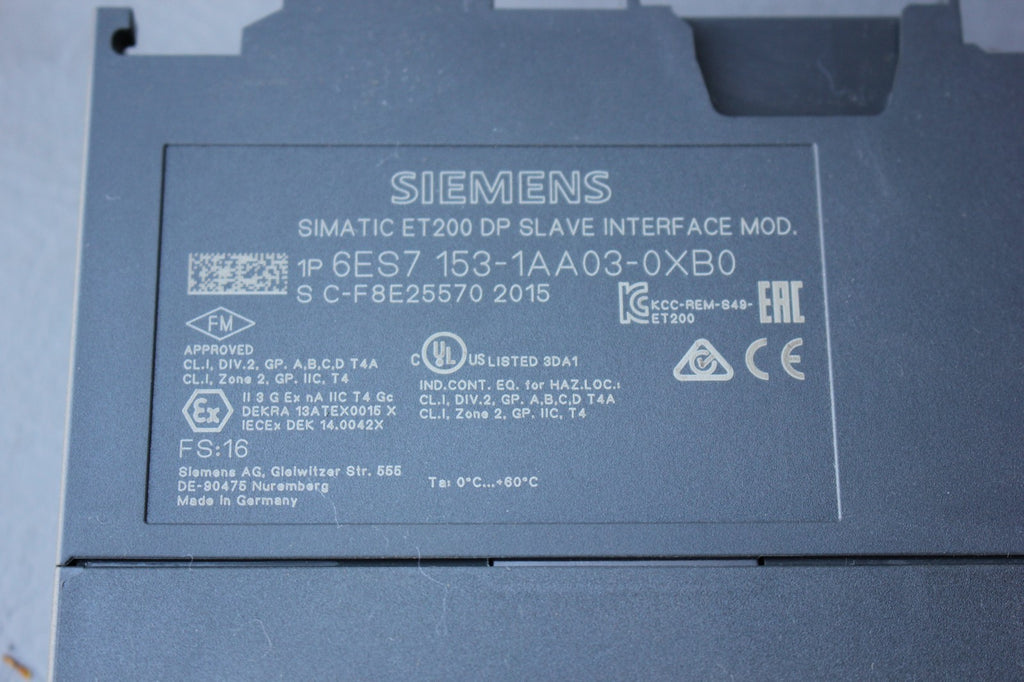 SIEMENS
SIMATIC ET200 DP SLAVE INTERFACE MOD.
1P 6ES7 153-1AA03-0XB0
S C-F8E25570 2015
KCC-REM-S49-
ET200
EAC
FM
APPROVED
CL.I, DIV.2, GP. A,B,C,D T4A
CL.I, Zone 2, GP. IIC, T4
C UL US LISTED 3DA1
IND.CONT. EQ. for HAZ.LOC.:
CL.I, DIV.2, GP. A,B,C,D T4A
CL.I, Zone 2, GP. IIC, T4
CE
Ex
II 3 G Ex nA IIC T4 Gc
DEKRA 13ATEX0015 X
IECEx DEK 14.0042X
FS:16
Siemens AG, Gleiwitzer Str. 555
DE-90475 Nuremberg
Made in Germany
Ta: 0°C...+60°C